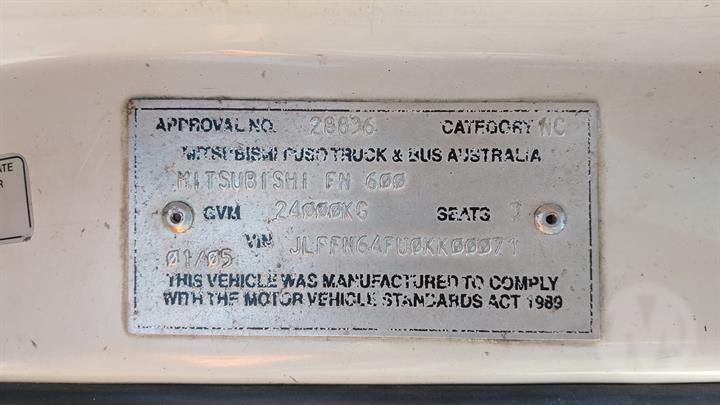 ATE
R
APPROVAL NO. 28836 CATEGORY NC
MITSUBISHI FUSO TRUCK & BUS AUSTRALIA
MITSUBISHI FN 600
GVM 24000KG SEATS 3
01/05 VIN JLFFN64FU0KK00071
THIS VEHICLE WAS MANUFACTURED TO COMPLY
WITH THE MOTOR VEHICLE STANDARDS ACT 1989
M